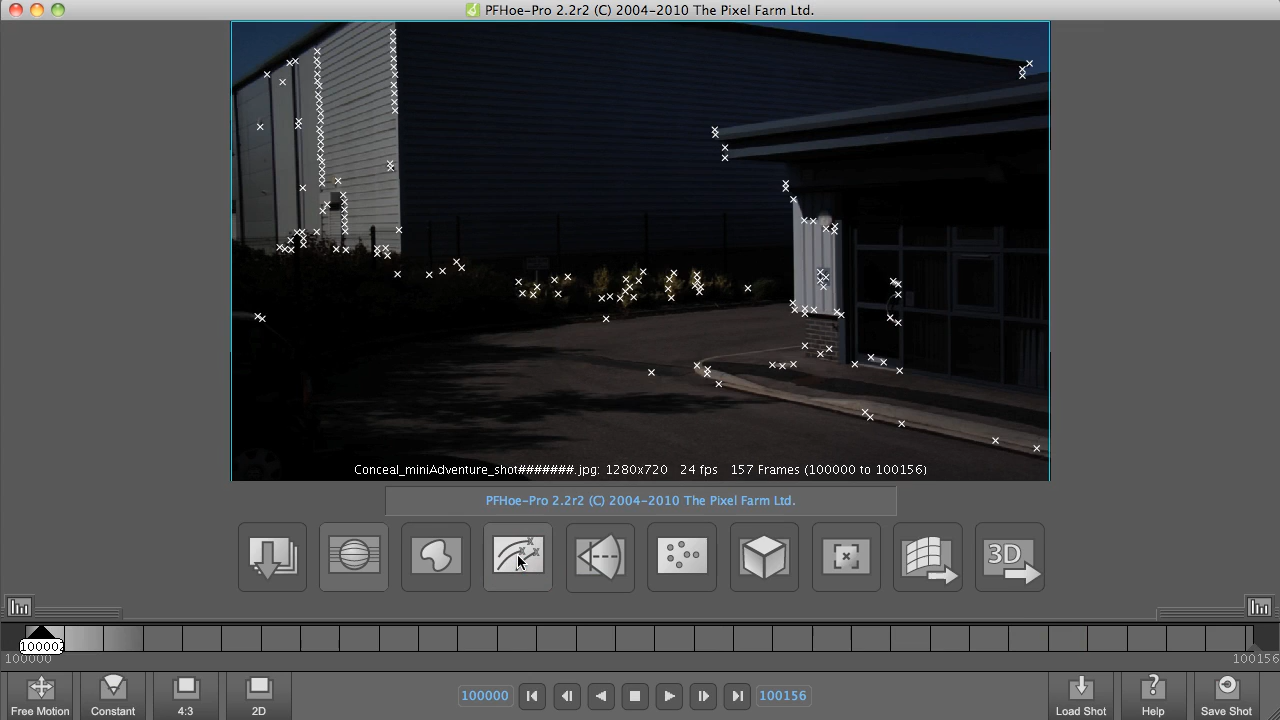 PFHoe-Pro 2.2r2 (C) 2004-2010 The Pixel Farm Ltd.
Conceal_miniAdventure_shot#######.jpg: 1280x720 24 fps 157 Frames (100000 to 100156)
PFHoe-Pro 2.2r2 (C) 2004-2010 The Pixel Farm Ltd.
3D
100002
100000
100156
100000
100156
Free Motion
Constant
4:3
2D
Load Shot
Help
Save Shot